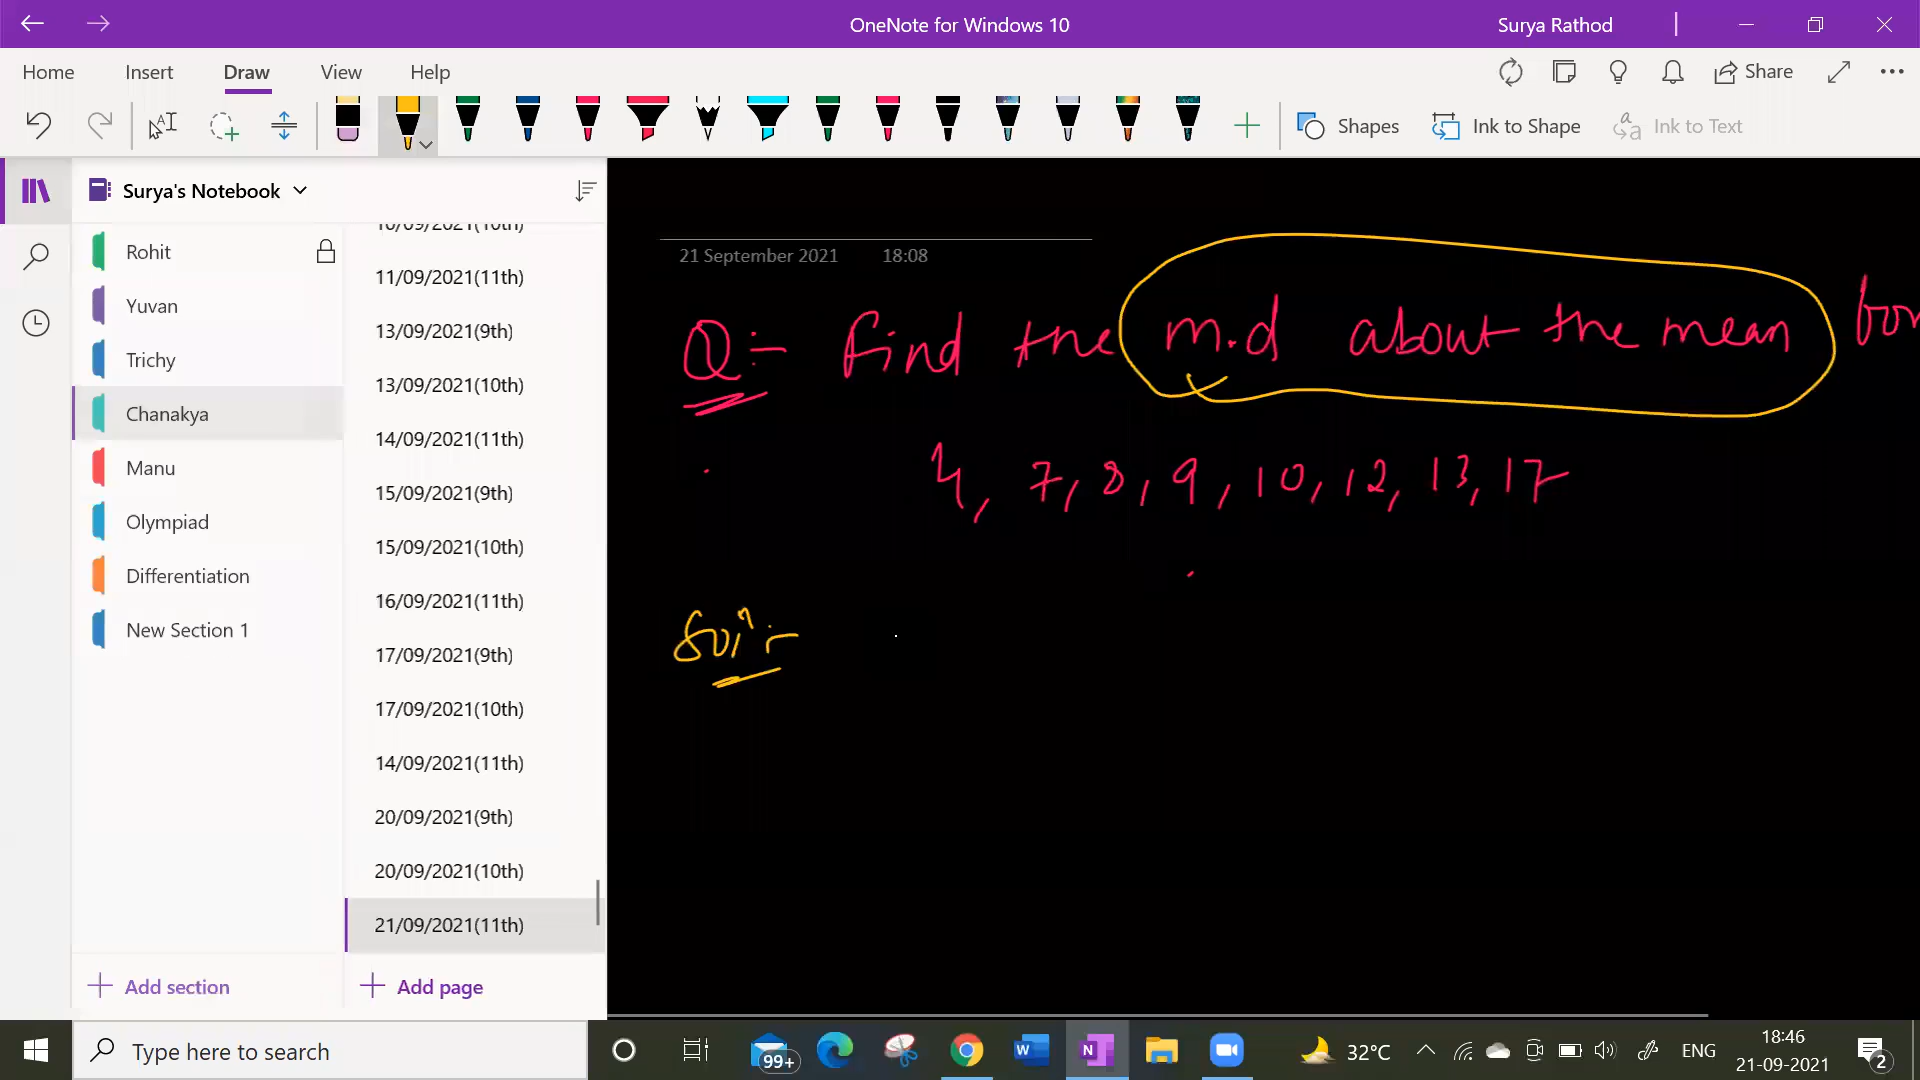 OneNote for Windows 10
Surya Rathod
Home Insert Draw View Help
Share
Shapes Ink to Shape Ink to Text
Surya's Notebook
Rohit
Yuvan
Trichy
Chanakya
Manu
Olympiad
Differentiation
New Section 1
Add section
11/09/2021(11th)
13/09/2021(9th)
13/09/2021(10th)
14/09/2021(11th)
15/09/2021(9th)
15/09/2021(10th)
16/09/2021(11th)
17/09/2021(9th)
17/09/2021(10th)
14/09/2021(11th)
20/09/2021(9th)
20/09/2021(10th)
21/09/2021(11th)
Add page
21 September 2021 18:08
Q:- find the m.d about the mean for
4, 7, 8, 9, 10, 12, 13, 17
Solⁿ:-
Type here to search
99+
32°C
ENG
18:46
21-09-2021
2